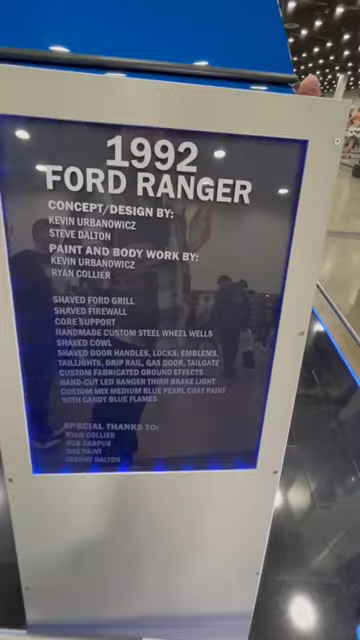 1992
FORD RANGER
CONCEPT/DESIGN BY:
KEVIN URBANOWICZ
STEVE DALTON
PAINT AND BODY WORK BY:
KEVIN URBANOWICZ
RYAN COLLIER
SHAVED FORD GRILL
SHAVED FIREWALL
CORE SUPPORT
HANDMADE CUSTOM STEEL WHEEL WELLS
SHAVED COWL
SHAVED DOOR HANDLES, LOCKS, EMBLEMS,
TAILLIGHTS, DRIP RAIL, GAS DOOR, TAILGATE
CUSTOM FABRICATED GROUND EFFECTS
HAND-CUT LED RANGER THIRD BRAKE LIGHT
CUSTOM MIX MEDIUM BLUE PEARL COAT PAINT
WITH CANDY BLUE FLAMES
SPECIAL THANKS TO:
RYAN COLLIER
PAINT
JEREMY DALTON